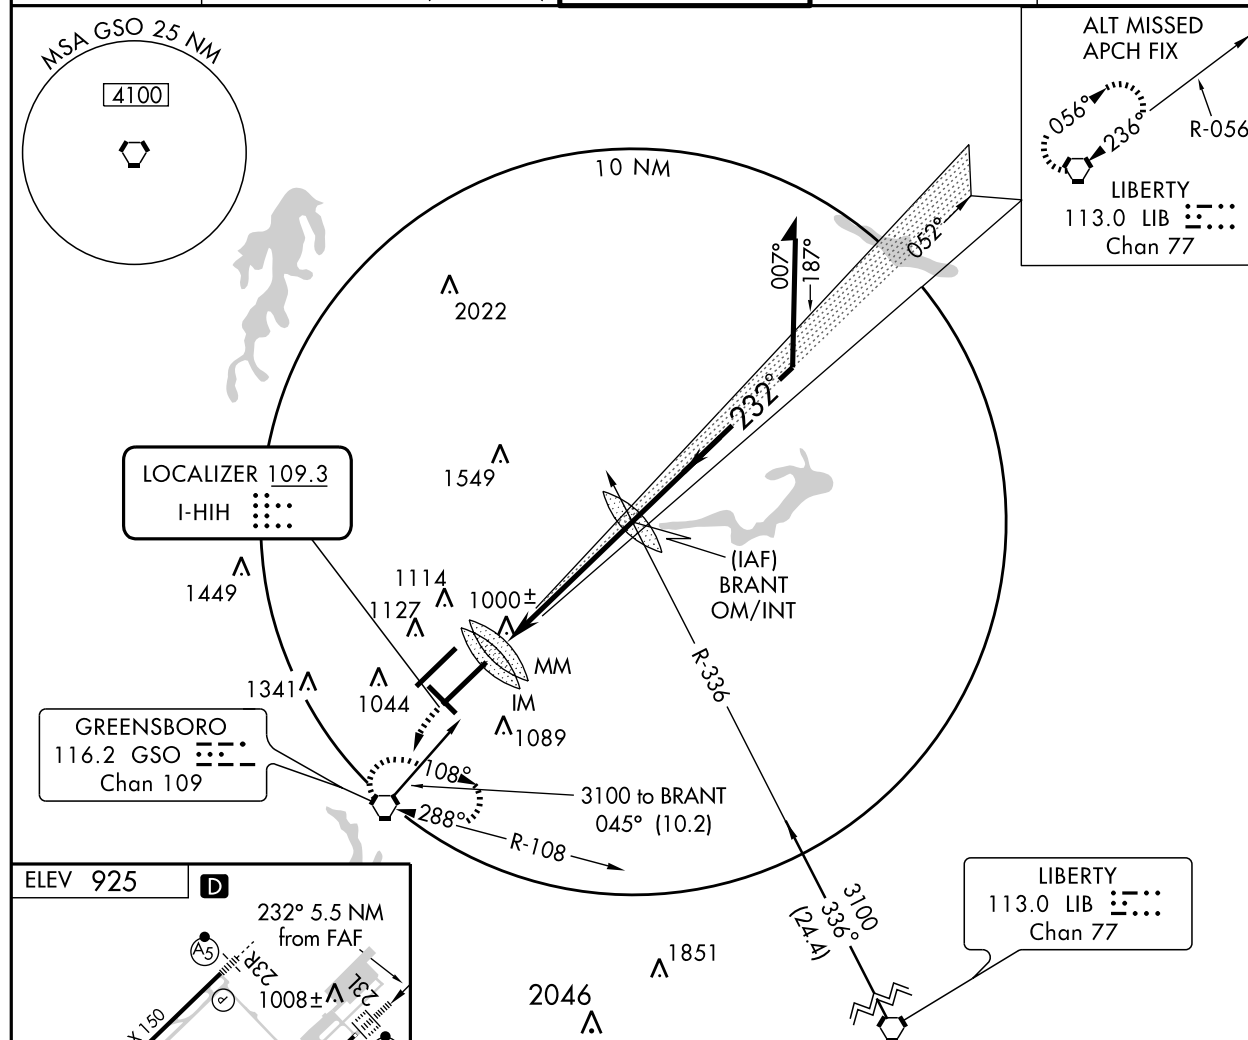 MSA GSO 25 NM
4100
ALT MISSED
APCH FIX
056°
236°
R-056
LIBERTY
113.0 LIB
Chan 77
10 NM
052°
007°
187°
2022
232°
LOCALIZER 109.3
I-HIH
1549
(IAF)
BRANT
OM/INT
1449
1114
1000±
1127
MM
R-336
1341
1044
IM
1089
GREENSBORO
116.2 GSO
Chan 109
108°
3100 to BRANT
045° (10.2)
288°
R-108
3100
336°
(24.4)
LIBERTY
113.0 LIB
Chan 77
ELEV 925
D
232° 5.5 NM
from FAF
A5
23R
1008±
23L
P
X 150
1851
2046